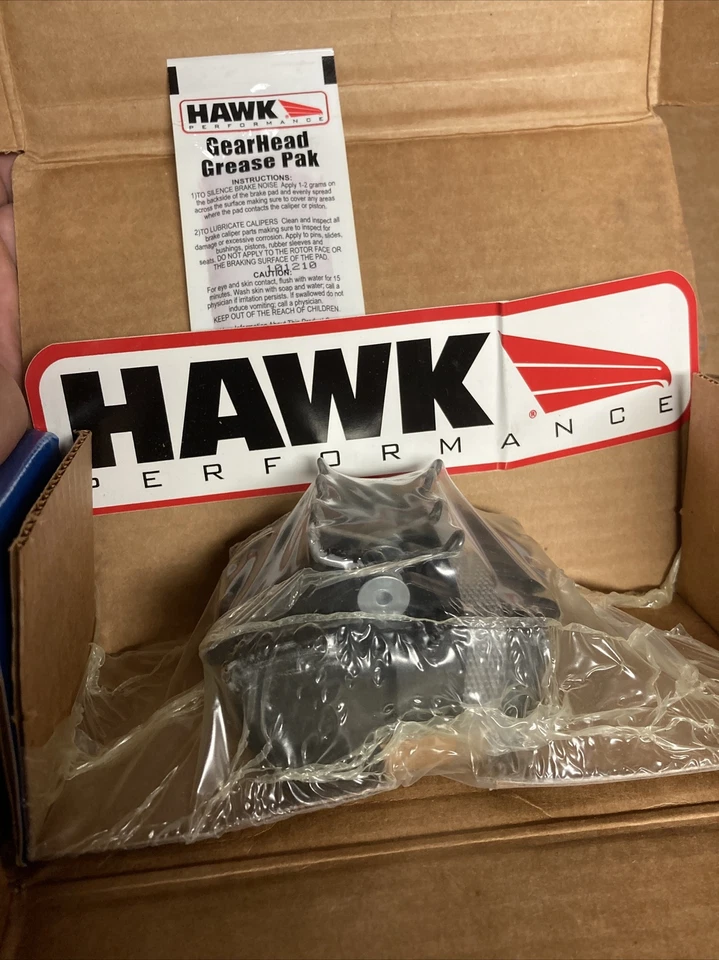 HAWK®
PERFORMANCE
GearHead
Grease Pak
INSTRUCTIONS:
1)TO SILENCE BRAKE NOISE Apply 1-2 grams on
the backside of the brake pad and evenly spread
across the surface making sure to cover any areas
where the pad contacts the caliper or piston.
2)TO LUBRICATE CALIPERS Clean and inspect all
brake caliper parts making sure to inspect for
damage or excessive corrosion. Apply to pins, slides,
bushings, pistons, rubber sleeves and
seals. DO NOT APPLY TO THE ROTOR FACE OR
THE BRAKING SURFACE OF THE PAD.
101210
CAUTION:
For eye and skin contact, flush with water for 15
minutes. Wash skin with soap and water; call a
physician if irritation persists. If swallowed do not
induce vomiting; call a physician.
KEEP OUT OF THE REACH OF CHILDREN.
Information About This Product
HAWK®
PERFORMANCE